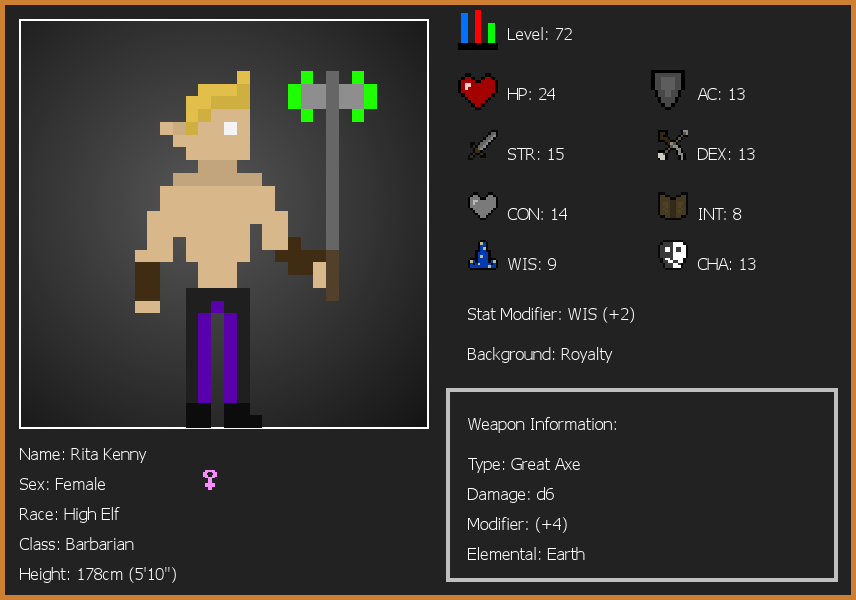 Level: 72
HP: 24
AC: 13
STR: 15
DEX: 13
CON: 14
INT: 8
WIS: 9
CHA: 13
Stat Modifier: WIS (+2)
Background: Royalty
Weapon Information:
Type: Great Axe
Damage: d6
Modifier: (+4)
Elemental: Earth
Name: Rita Kenny
Sex: Female
Race: High Elf
Class: Barbarian
Height: 178cm (5'10")